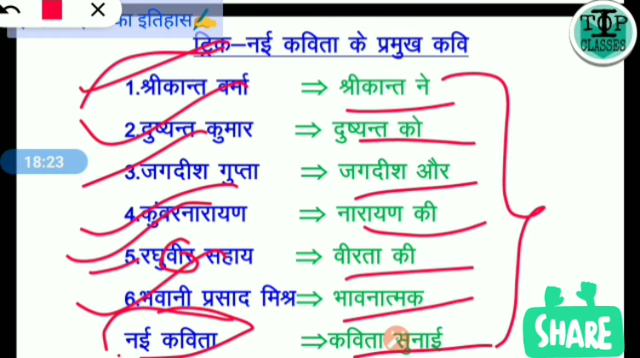 का इतिहास✍
ट्रिक–नई कविता के प्रमुख कवि
1.श्रीकान्त वर्मा ⇒ श्रीकान्त ने
2.दुष्यन्त कुमार ⇒ दुष्यन्त को
3.जगदीश गुप्ता ⇒ जगदीश और
4.कुंवरनारायण ⇒ नारायण की
5.रघुवीर सहाय ⇒ वीरता की
6.भवानी प्रसाद मिश्र⇒ भावनात्मक
नई कविता ⇒कविता सुनाई
18:23
TOP
CLASSES
SHARE